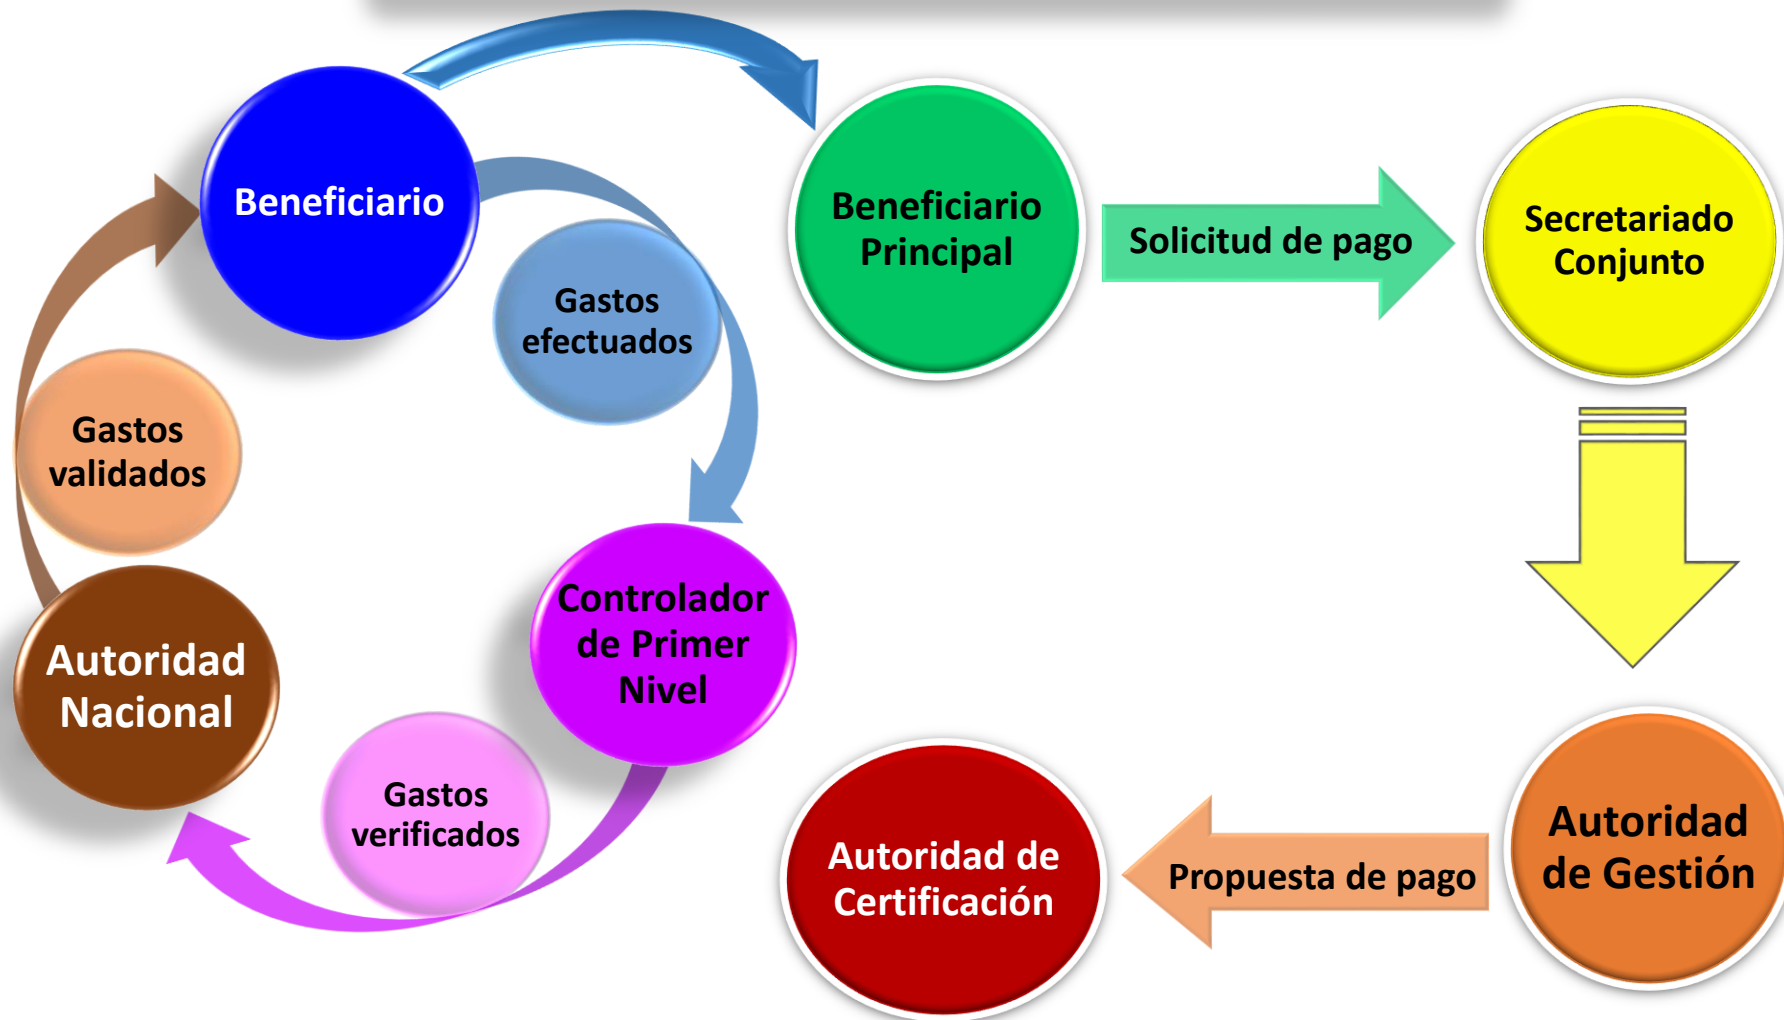 Beneficiario
Gastos
efectuados
Beneficiario
Principal
Solicitud de pago
Secretariado
Conjunto
Gastos
validados
Controlador
de Primer
Nivel
Autoridad
Nacional
Gastos
verificados
Autoridad de
Certificación
Propuesta de pago
Autoridad
de Gestión